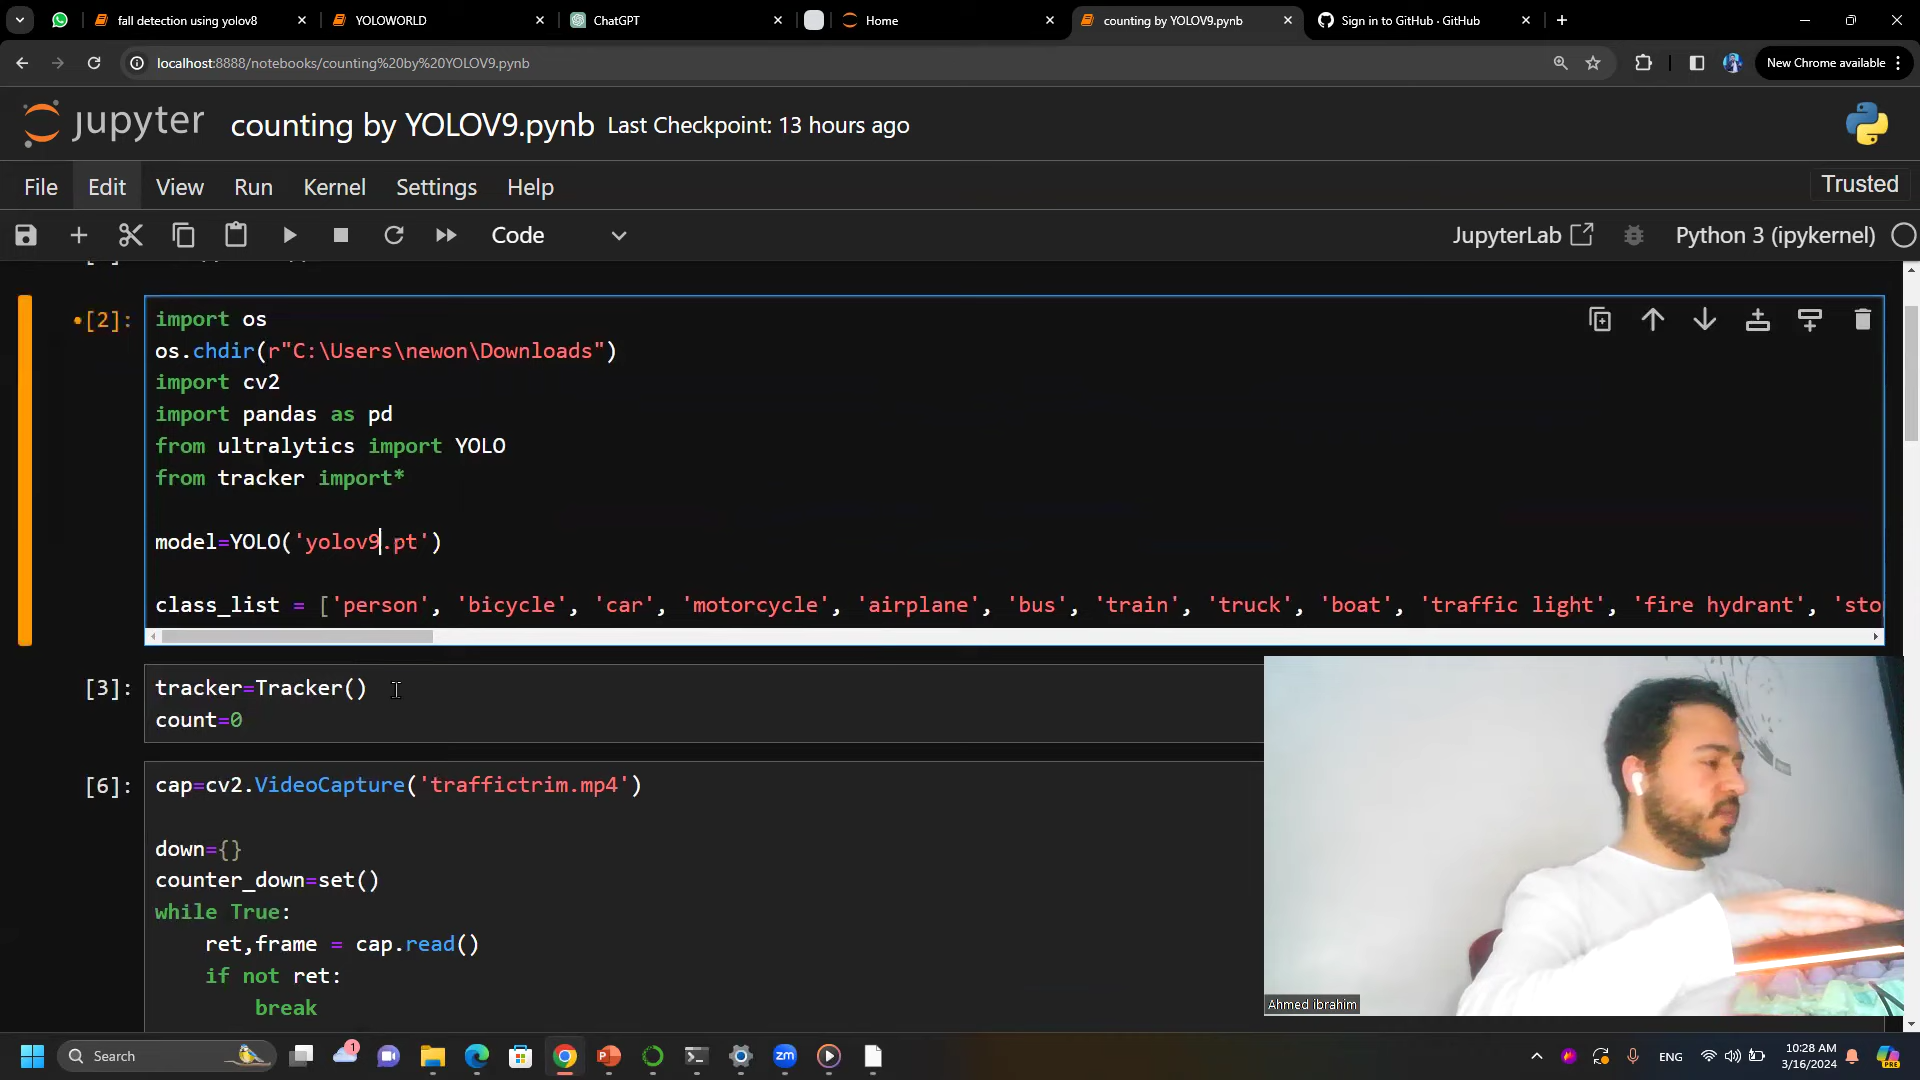 fall detection using yolov8
YOLOWORLD
ChatGPT
Home
counting by YOLOV9.pynb
Sign in to GitHub · GitHub
localhost:8888/notebooks/counting%20by%20YOLOV9.pynb
New Chrome available
jupyter
counting by YOLOV9.pynb
Last Checkpoint: 13 hours ago
File
Edit
View
Run
Kernel
Settings
Help
Trusted
Code
JupyterLab
Python 3 (ipykernel)
[2]:
import os
os.chdir(r"C:\Users\newon\Downloads")
import cv2
import pandas as pd
from ultralytics import YOLO
from tracker import*
model=YOLO('yolov9.pt')
class_list = ['person', 'bicycle', 'car', 'motorcycle', 'airplane', 'bus', 'train', 'truck', 'boat', 'traffic light', 'fire hydrant', 'sto
[3]:
tracker=Tracker()
count=0
[6]:
cap=cv2.VideoCapture('traffictrim.mp4')
down={}
counter_down=set()
while True:
ret,frame = cap.read()
if not ret:
break
Ahmed ibrahim
Search
1
zm
ENG
10:28 AM
3/16/2024
PRE